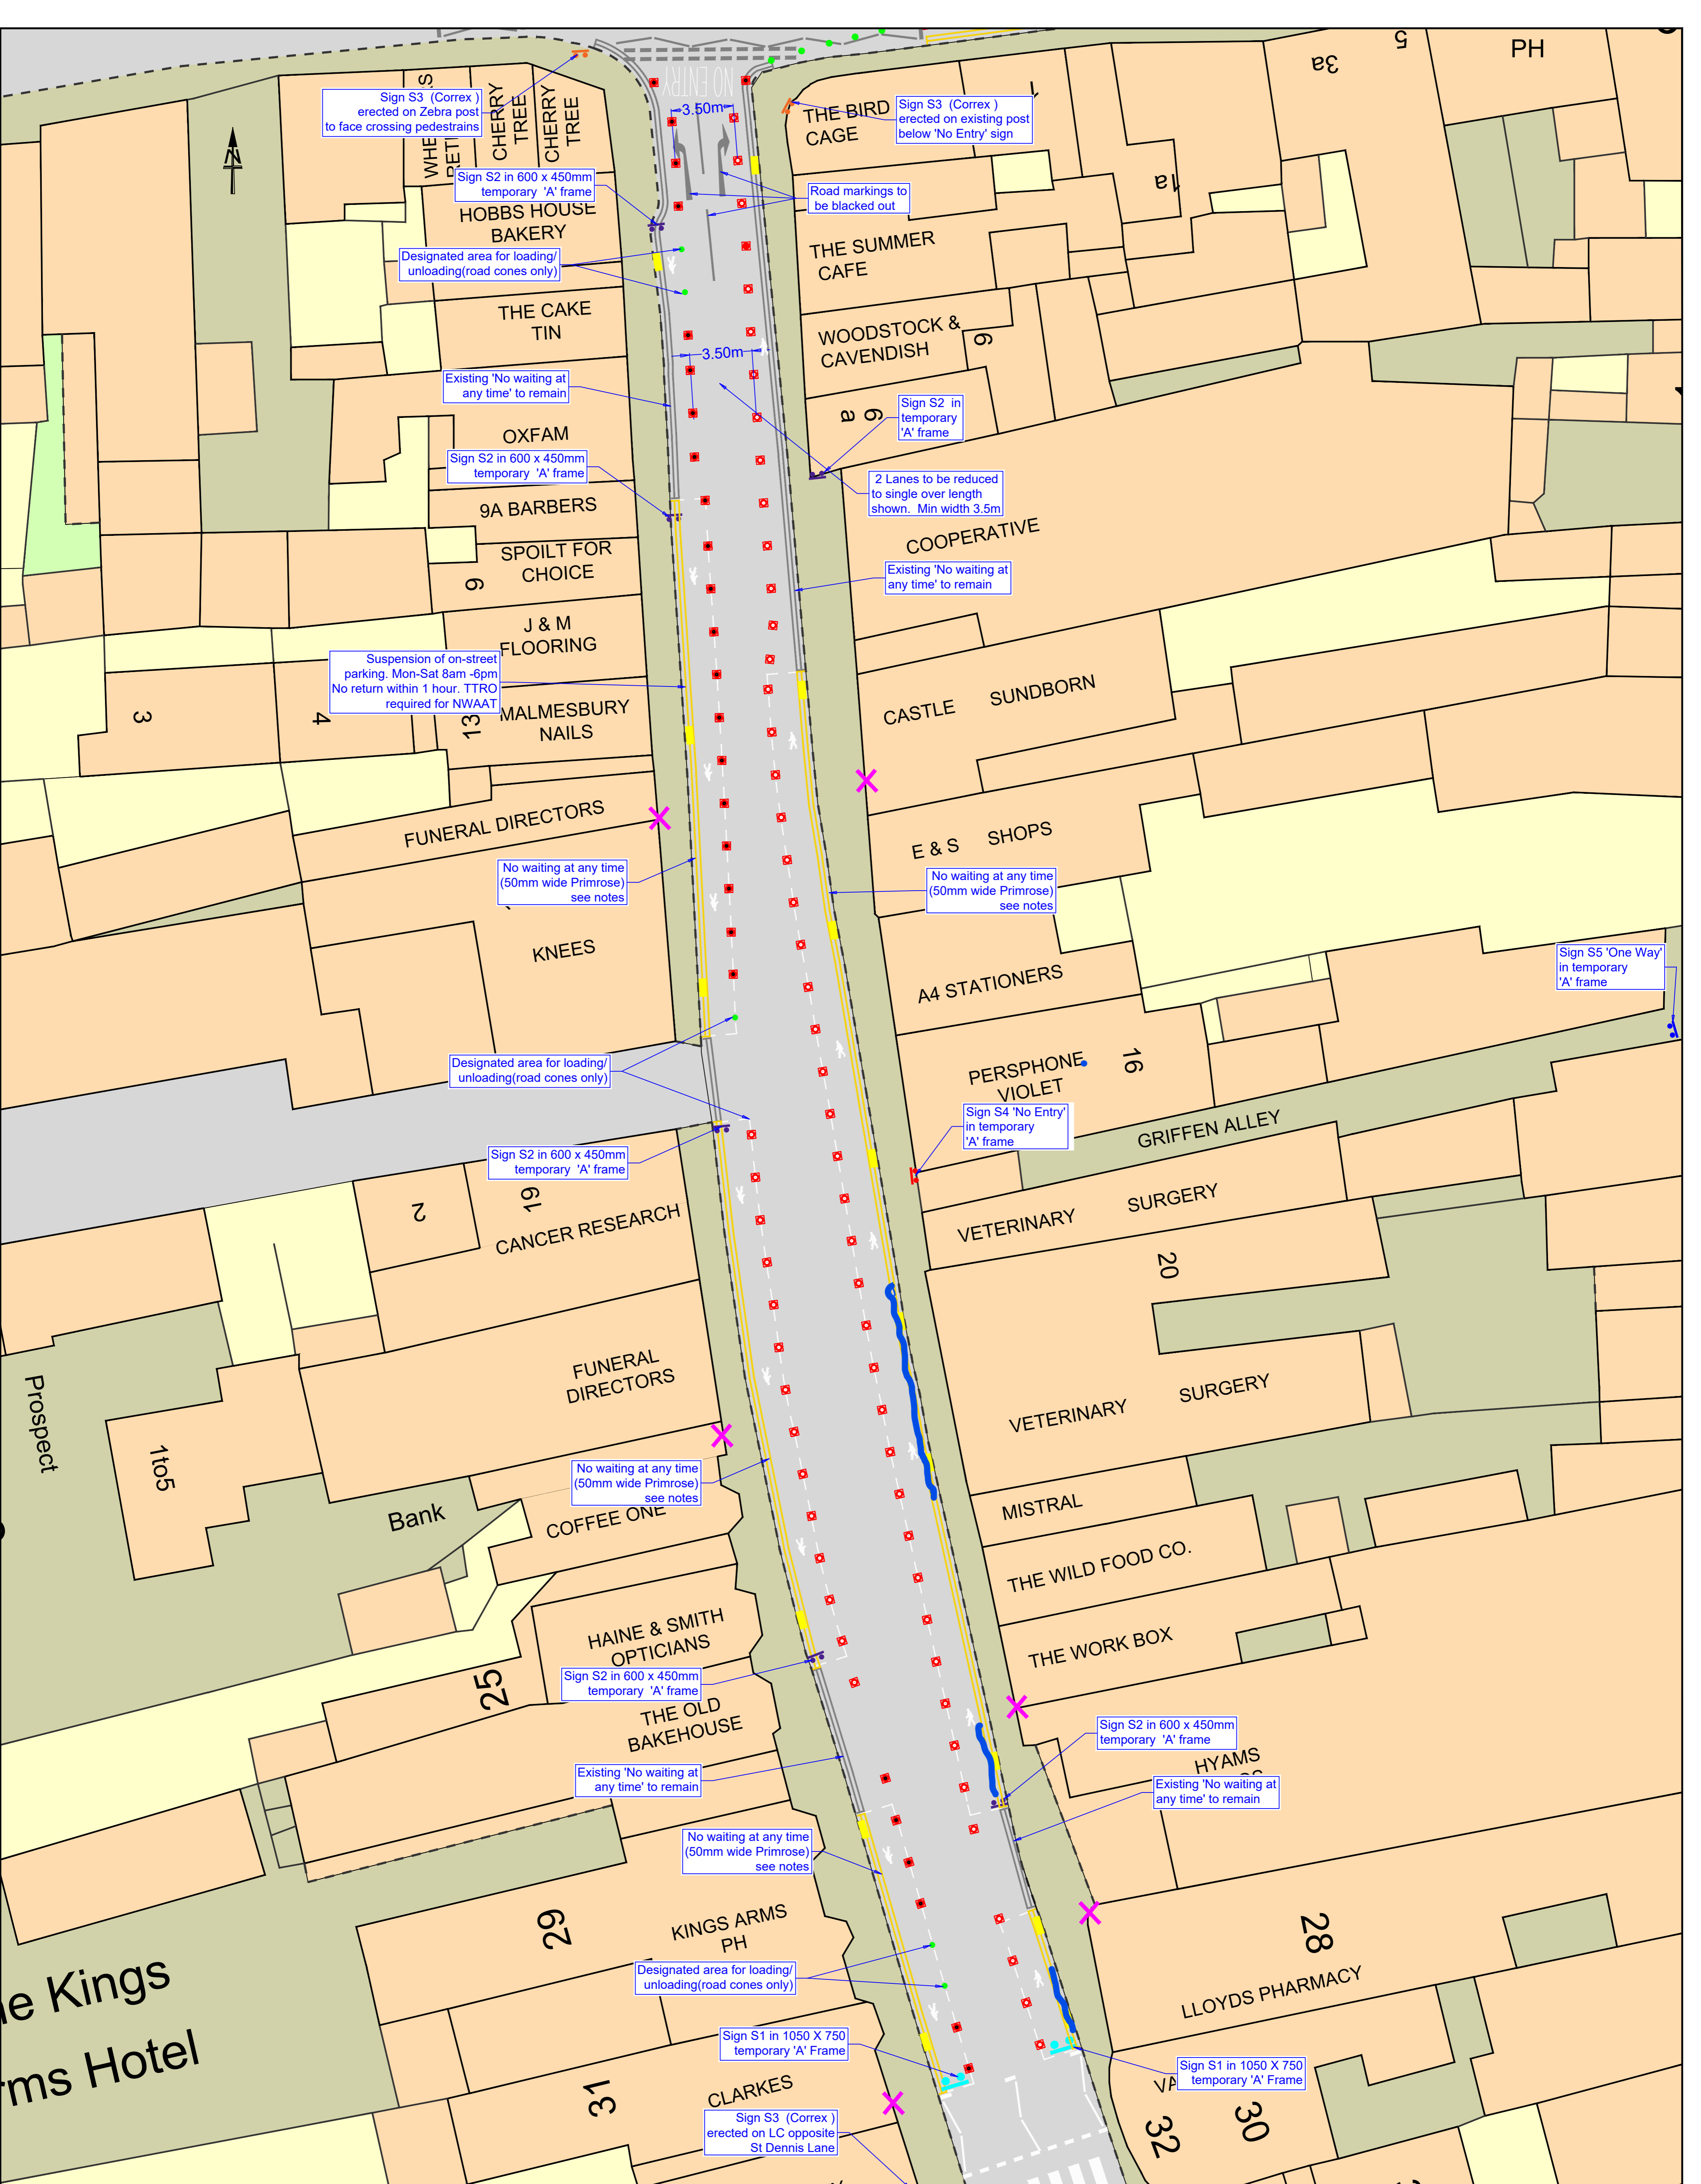 NO ENTRY
PH
5
3a
1
1a
CHERRY
TREE
CHERRY
TREE
Sign S3 (Correx )
erected on Zebra post
to face crossing pedestrians
3.50m
THE BIRD
CAGE
Sign S3 (Correx )
erected on existing post
below 'No Entry' sign
Sign S2 in 600 x 450mm
temporary 'A' frame
Road markings to
be blacked out
N
HOBBS HOUSE
BAKERY
THE SUMMER
CAFE
Designated area for loading/
unloading(road cones only)
THE CAKE
TIN
WOODSTOCK &
CAVENDISH
6
3.50m
Existing 'No waiting at
any time' to remain
6
a
Sign S2 in
temporary
'A' frame
OXFAM
Sign S2 in 600 x 450mm
temporary 'A' frame
2 Lanes to be reduced
to single over length
shown. Min width 3.5m
9A BARBERS
COOPERATIVE
SPOILT FOR
CHOICE
9
Existing 'No waiting at
any time' to remain
J & M
FLOORING
Suspension of on-street
parking. Mon-Sat 8am -6pm
No return within 1 hour. TTRO
required for NWAAT
CASTLE SUNDBORN
3
4
13
MALMESBURY
NAILS
FUNERAL DIRECTORS
E & S SHOPS
No waiting at any time
(50mm wide Primrose)
see notes
No waiting at any time
(50mm wide Primrose)
see notes
KNEES
A4 STATIONERS
Sign S5 'One Way'
in temporary
'A' frame
Designated area for loading/
unloading(road cones only)
PERSPHONE
VIOLET
16
Sign S4 'No Entry'
in temporary
'A' frame
GRIFFEN ALLEY
Sign S2 in 600 x 450mm
temporary 'A' frame
2
19
CANCER RESEARCH
VETERINARY SURGERY
20
FUNERAL
DIRECTORS
VETERINARY SURGERY
Prospect
1to5
No waiting at any time
(50mm wide Primrose)
see notes
Bank
COFFEE ONE
MISTRAL
THE WILD FOOD CO.
HAINE & SMITH
OPTICIANS
THE WORK BOX
25
Sign S2 in 600 x 450mm
temporary 'A' frame
THE OLD
BAKEHOUSE
Sign S2 in 600 x 450mm
temporary 'A' frame
HYAMS
Existing 'No waiting at
any time' to remain
Existing 'No waiting at
any time' to remain
No waiting at any time
(50mm wide Primrose)
see notes
29
KINGS ARMS
PH
28
LLOYDS PHARMACY
Designated area for loading/
unloading(road cones only)
e Kings
rms Hotel
Sign S1 in 1050 X 750
temporary 'A' Frame
Sign S1 in 1050 X 750
temporary 'A' Frame
VA
31
CLARKES
32
30
Sign S3 (Correx )
erected on LC opposite
St Dennis Lane